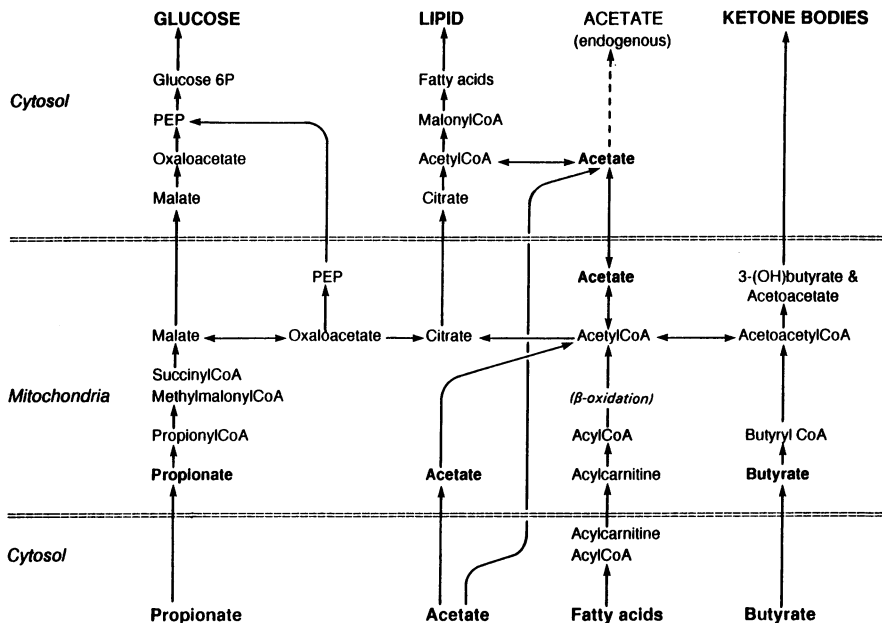 GLUCOSE LIPID ACETATE KETONE BODIES
(endogenous)
Glucose 6P Fatty acids
Cytosol
PEP MalonylCoA
Oxaloacetate AcetylCoA Acetate
Malate Citrate
PEP Acetate 3-(OH)butyrate &
Acetoacetate
Malate Oxaloacetate Citrate AcetylCoA AcetoacetylCoA
SuccinylCoA
Mitochondria MethylmalonylCoA (β-oxidation)
PropionylCoA AcylCoA Butyryl CoA
Propionate Acetate Acylcarnitine Butyrate
Acylcarnitine
Cytosol AcylCoA
Propionate Acetate Fatty acids Butyrate